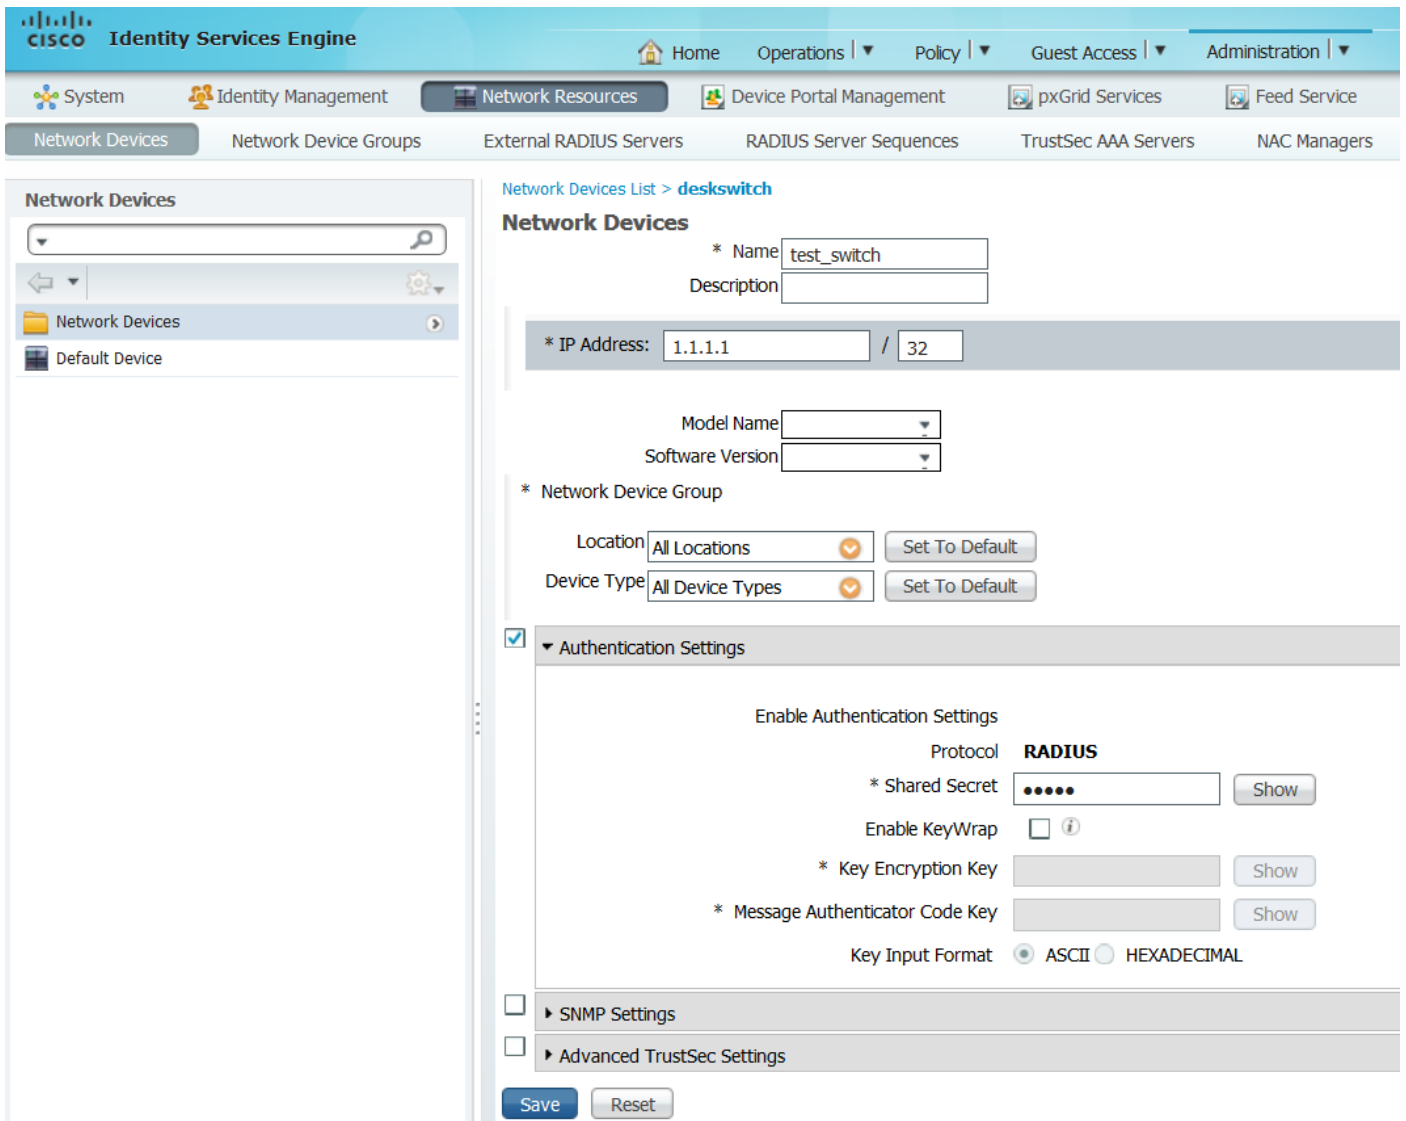 CISCO Identity Services Engine
Home Operations Policy Guest Access Administration
System Identity Management Network Resources Device Portal Management pxGrid Services Feed Service
Network Devices Network Device Groups External RADIUS Servers RADIUS Server Sequences TrustSec AAA Servers NAC Managers
Network Devices
Network Devices
Default Device
Network Devices List > deskswitch
Network Devices
* Name test_switch
Description
* IP Address: 1.1.1.1 / 32
Model Name
Software Version
* Network Device Group
Location All Locations Set To Default
Device Type All Device Types Set To Default
Authentication Settings
Enable Authentication Settings
Protocol RADIUS
* Shared Secret ••••• Show
Enable KeyWrap i
* Key Encryption Key Show
* Message Authenticator Code Key Show
Key Input Format ASCII HEXADECIMAL
SNMP Settings
Advanced TrustSec Settings
Save Reset